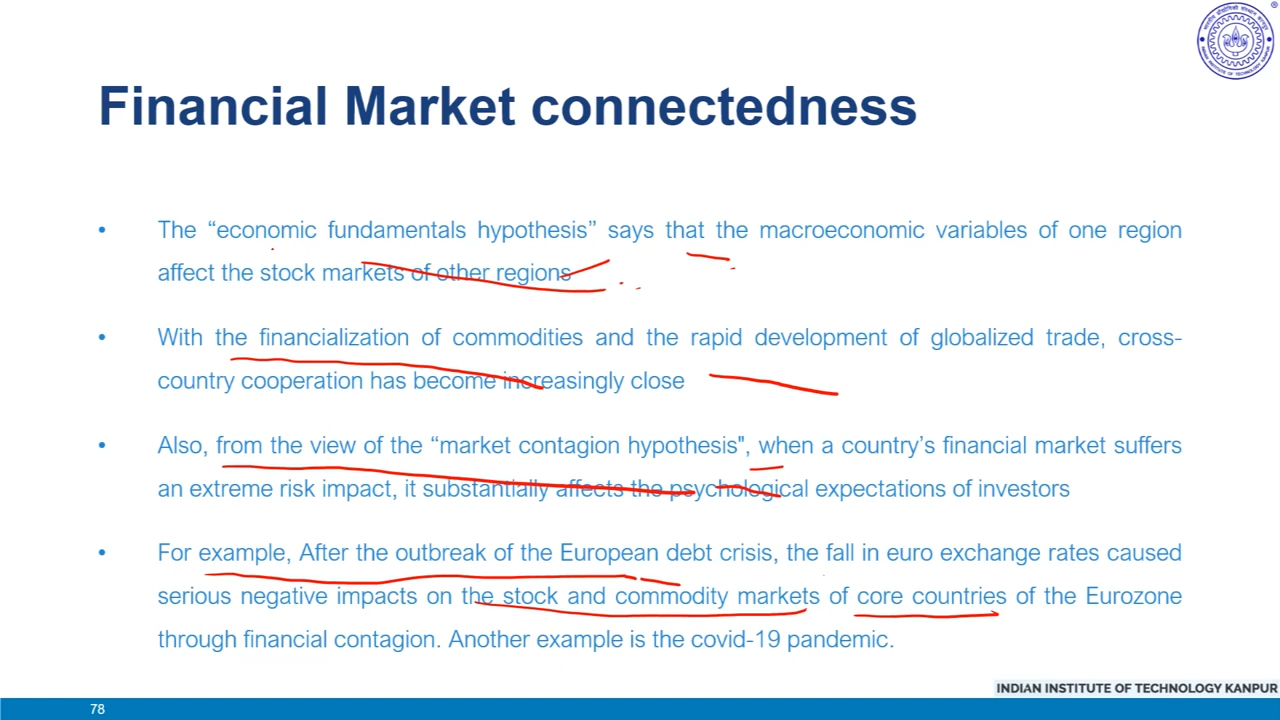 Financial Market connectedness
• The “economic fundamentals hypothesis” says that the macroeconomic variables of one region
affect the stock markets of other regions
• With the financialization of commodities and the rapid development of globalized trade, cross-
country cooperation has become increasingly close
• Also, from the view of the “market contagion hypothesis", when a country’s financial market suffers
an extreme risk impact, it substantially affects the psychological expectations of investors
• For example, After the outbreak of the European debt crisis, the fall in euro exchange rates caused
serious negative impacts on the stock and commodity markets of core countries of the Eurozone
through financial contagion. Another example is the covid-19 pandemic.
INDIAN INSTITUTE OF TECHNOLOGY KANPUR
78